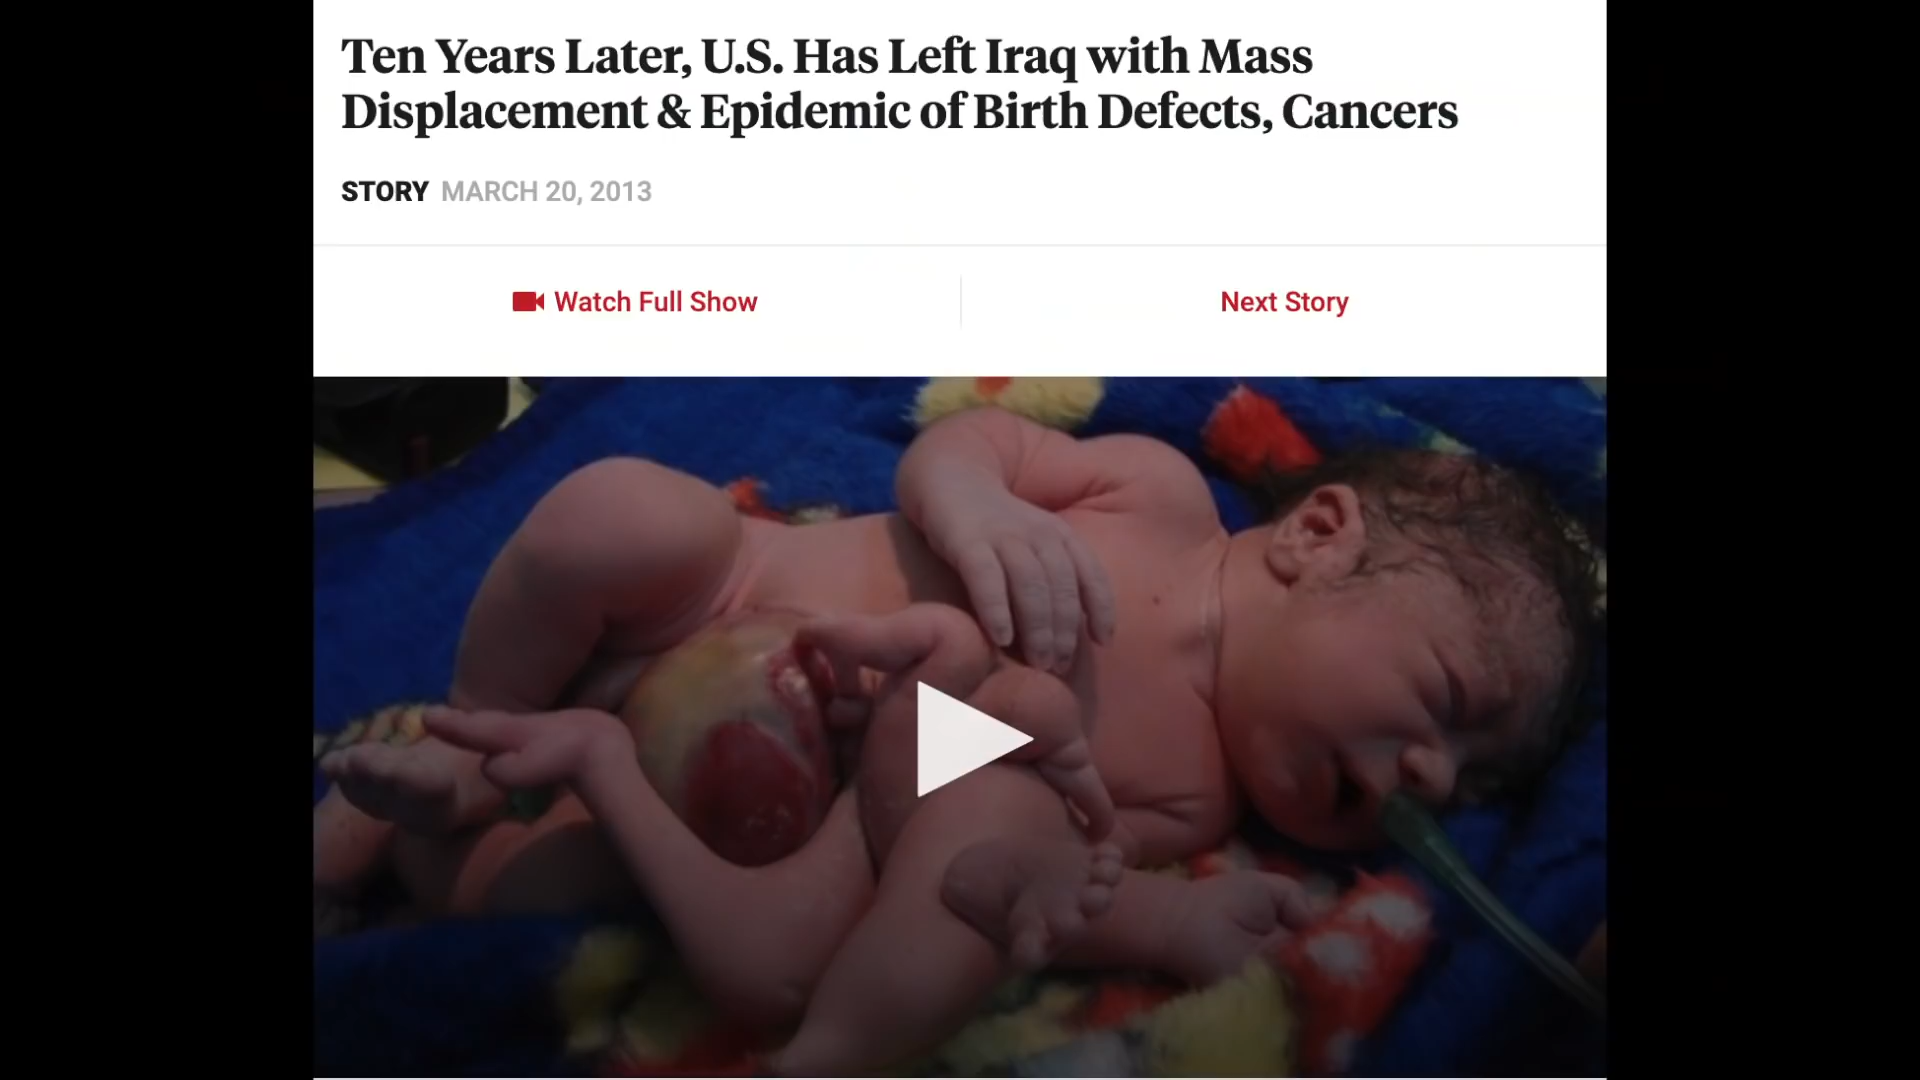 Ten Years Later, U.S. Has Left Iraq with Mass
Displacement & Epidemic of Birth Defects, Cancers
STORY MARCH 20, 2013
Watch Full Show
Next Story